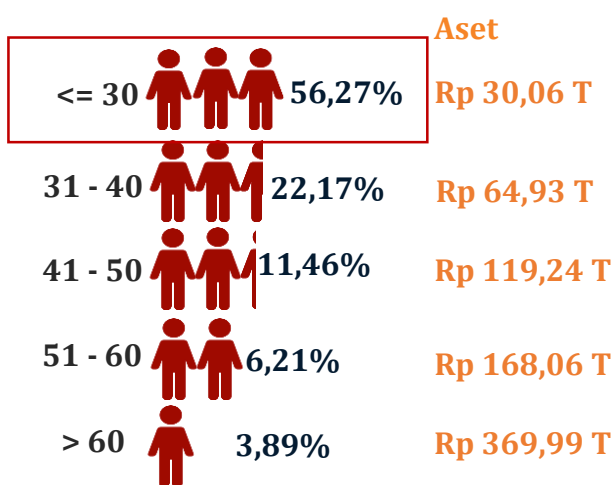 Aset
<= 30 56,27% Rp 30,06 T
31 - 40 22,17% Rp 64,93 T
41 - 50 11,46% Rp 119,24 T
51 - 60 6,21% Rp 168,06 T
> 60 3,89% Rp 369,99 T